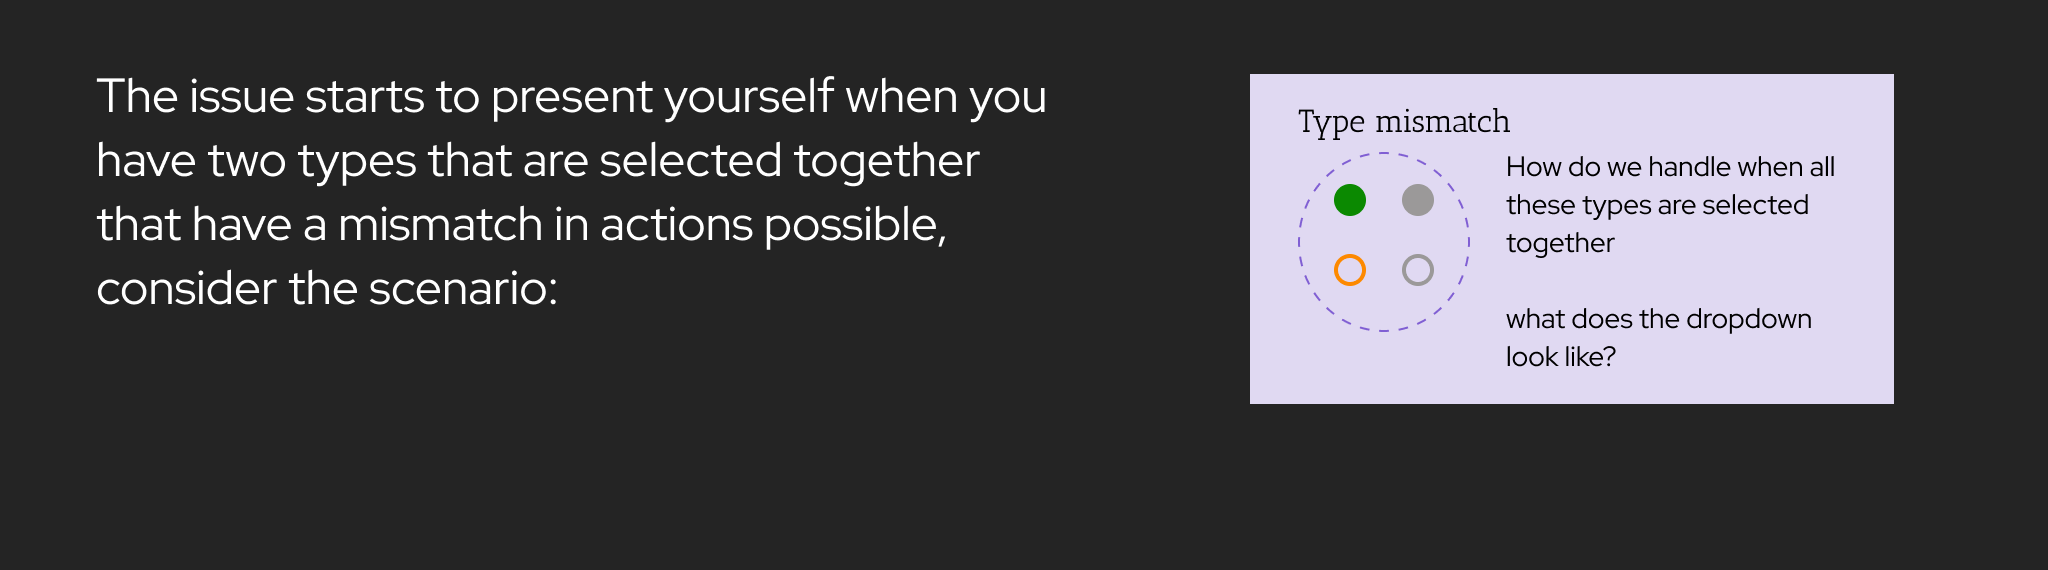 The issue starts to present yourself when you
have two types that are selected together
that have a mismatch in actions possible,
consider the scenario:
Type mismatch
How do we handle when all
these types are selected
together
what does the dropdown
look like?